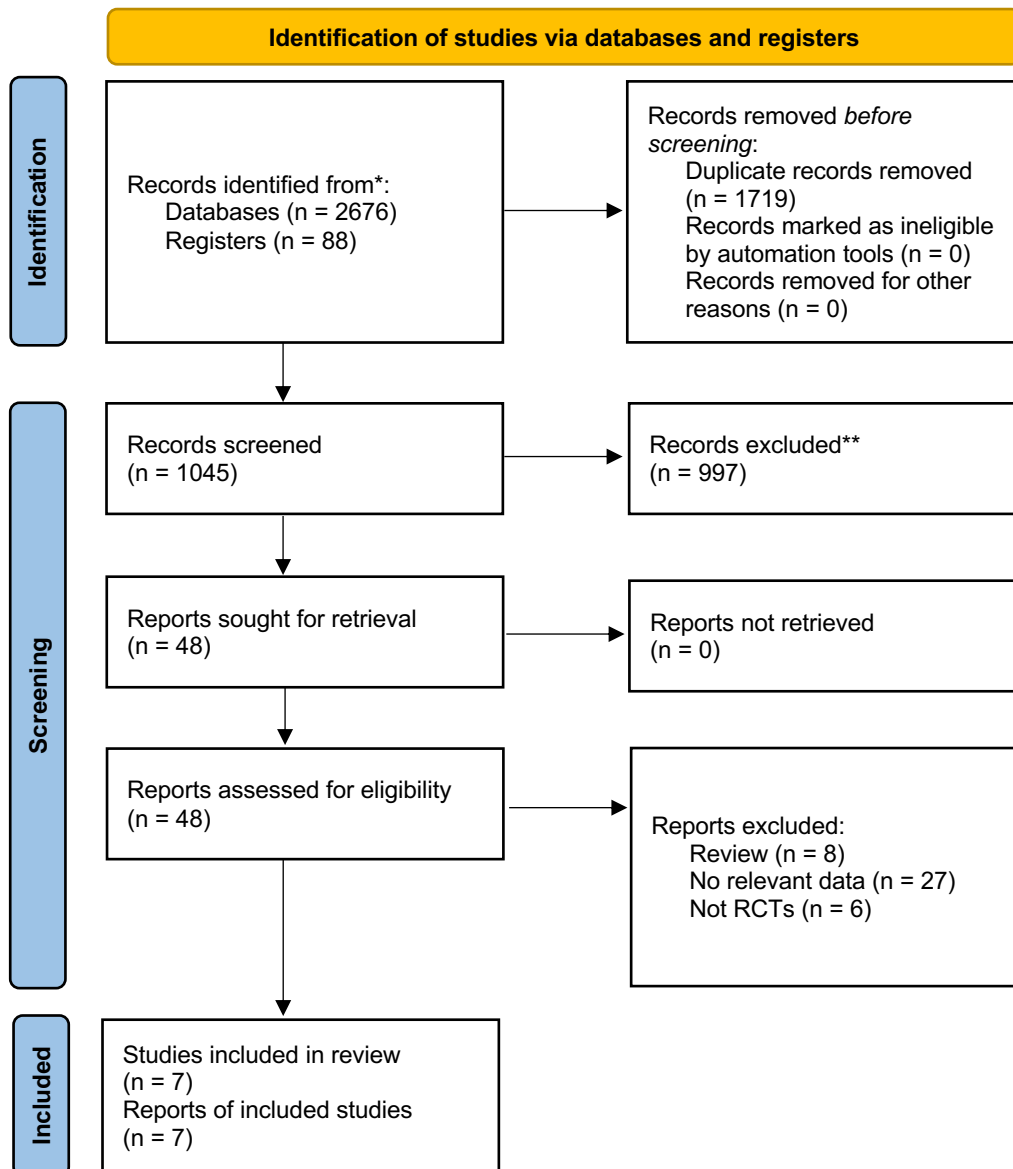 Identification of studies via databases and registers
Identification
Records identified from*:
Databases (n = 2676)
Registers (n = 88)
Records removed before
screening:
Duplicate records removed
(n = 1719)
Records marked as ineligible
by automation tools (n = 0)
Records removed for other
reasons (n = 0)
Screening
Records screened
(n = 1045)
Records excluded**
(n = 997)
Reports sought for retrieval
(n = 48)
Reports not retrieved
(n = 0)
Reports assessed for eligibility
(n = 48)
Reports excluded:
Review (n = 8)
No relevant data (n = 27)
Not RCTs (n = 6)
Included
Studies included in review
(n = 7)
Reports of included studies
(n = 7)